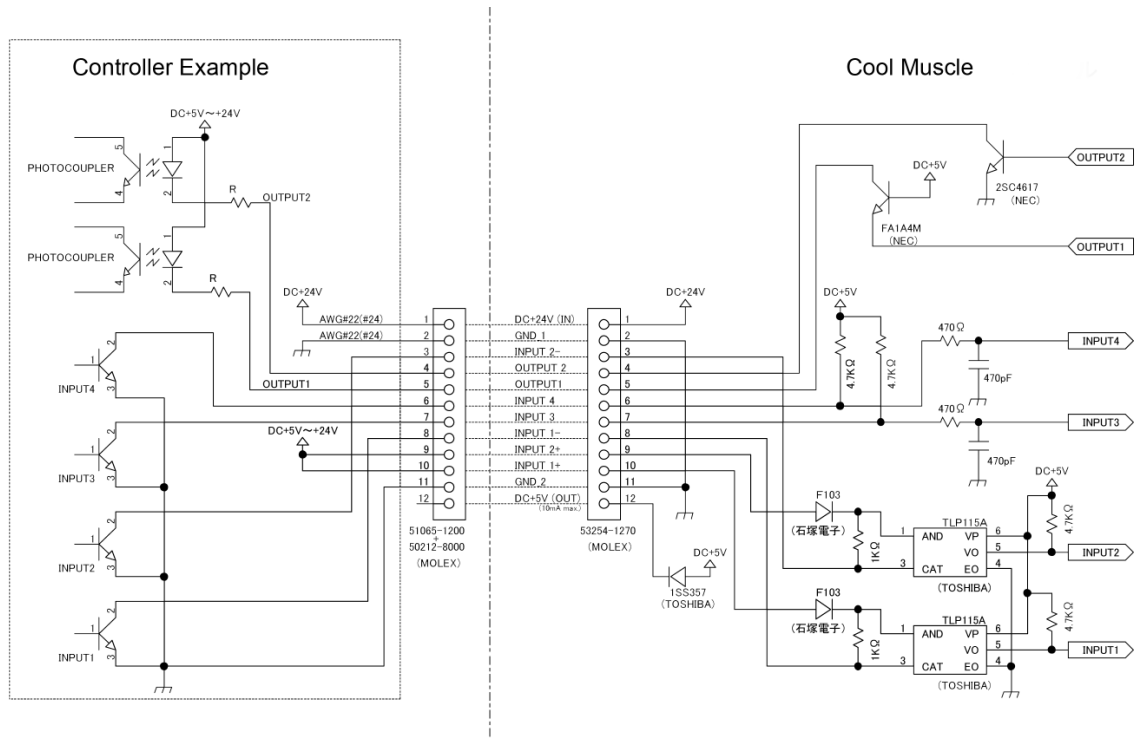 Controller Example
Cool Muscle
DC+5V～+24V
PHOTOCOUPLER
5
4
1
2
R
OUTPUT2
PHOTOCOUPLER
5
4
1
2
R
OUTPUT1
DC+24V
AWG#22(#24)
AWG#22(#24)
INPUT4
1
2
3
INPUT3
1
2
3
INPUT2
1
2
3
INPUT1
1
2
3
DC+5V～+24V
1
2
3
4
5
6
7
8
9
10
11
12
51065-1200
+
50212-8000
(MOLEX)
DC+24V (IN)
GND_1
INPUT 2-
OUTPUT 2
OUTPUT1
INPUT 4
INPUT 3
INPUT 1-
INPUT 2+
INPUT 1+
GND_2
DC+5V (OUT)
(10mA max.)
1
2
3
4
5
6
7
8
9
10
11
12
53254-1270
(MOLEX)
DC+24V
DC+5V
FA1A4M
(NEC)
2SC4617
(NEC)
OUTPUT2
OUTPUT1
DC+5V
4.7KΩ
4.7KΩ
470Ω
470pF
INPUT4
470Ω
470pF
INPUT3
DC+5V
1SS357
(TOSHIBA)
F103
(石塚電子)
1KΩ
TLP115A
1
AND
VP
6
VO
5
3
CAT
EO
4
(TOSHIBA)
DC+5V
4.7KΩ
INPUT2
F103
(石塚電子)
1KΩ
TLP115A
1
AND
VP
6
VO
5
3
CAT
EO
4
(TOSHIBA)
4.7KΩ
INPUT1